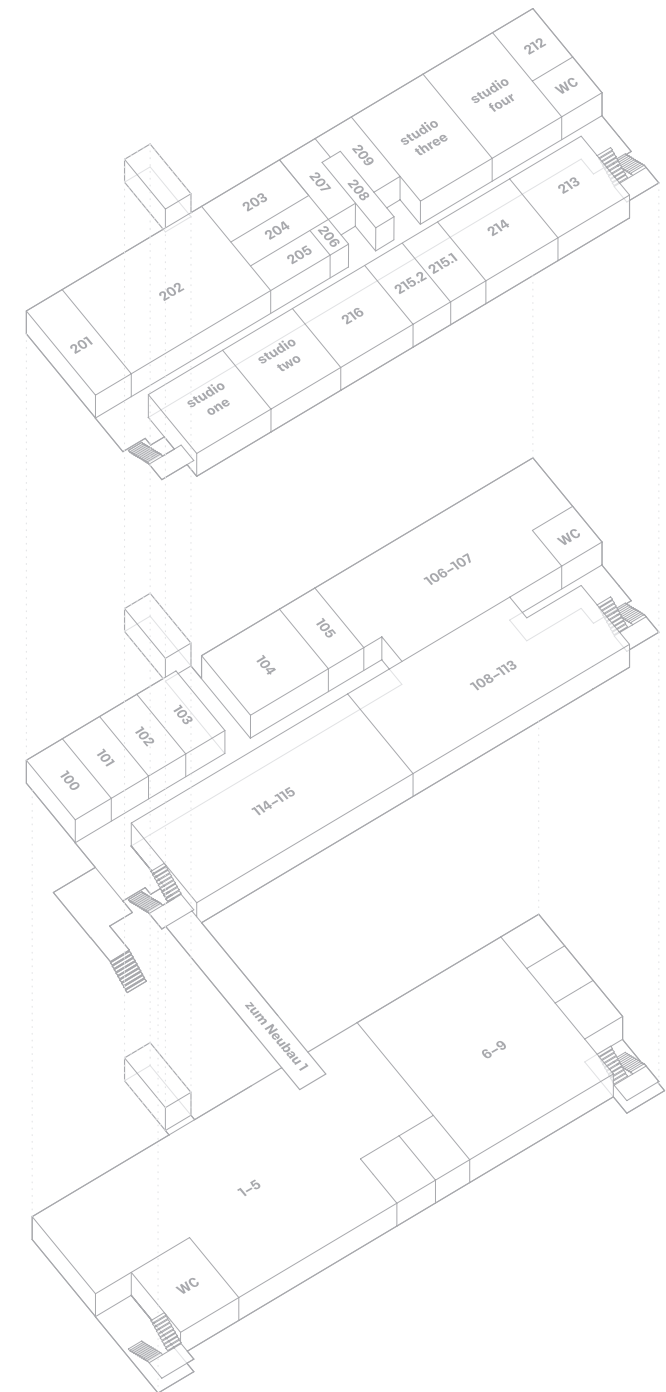 212
WC
studio
four
studio
three
209
208
207
203
204
206
205
202
201
213
214
215.1
215.2
216
studio
two
studio
one
106–107
WC
105
104
103
102
101
100
108–113
114–115
zum Neubau 1
6–9
1–5
WC